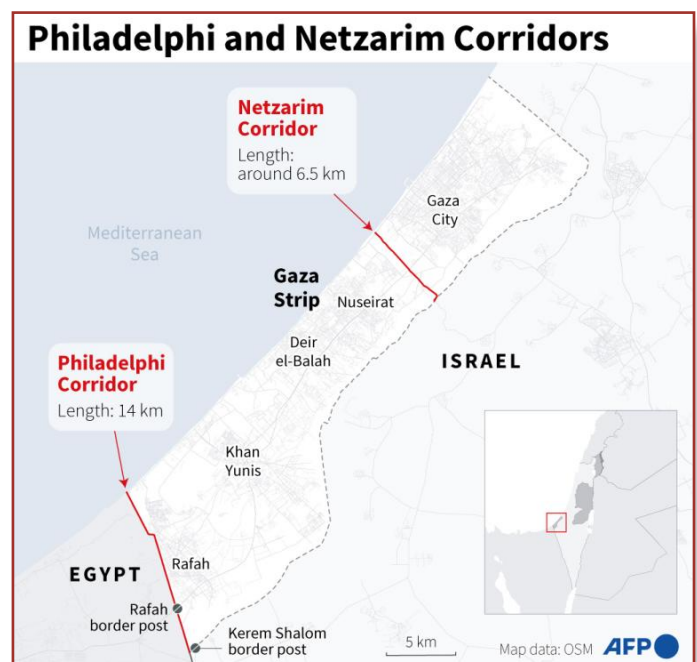 Philadelphi and Netzarim Corridors
Netzarim
Corridor
Length:
around 6.5 km
Gaza
City
Mediterranean
Sea
Gaza
Strip
Nuseirat
Deir
el-Balah
ISRAEL
Philadelphi
Corridor
Length: 14 km
Khan
Yunis
Rafah
EGYPT
Rafah
border post
Kerem Shalom
border post
5 km
Map data: OSM
AFP